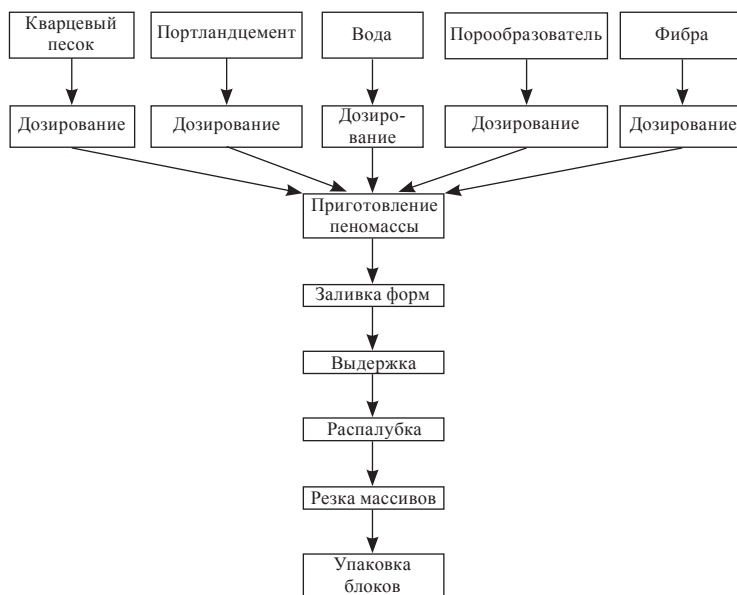 Кварцевый
песок
Портландцемент
Вода
Порообразователь
Фибра
Дозирование
Дозирование
Дозиро-
вание
Дозирование
Дозирование
Приготовление
пеномассы
Заливка форм
Выдержка
Распалубка
Резка массивов
Упаковка
блоков